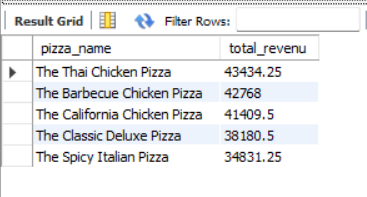 Result Grid Filter Rows:
pizza_name total_revenu
The Thai Chicken Pizza 43434.25
The Barbecue Chicken Pizza 42768
The California Chicken Pizza 41409.5
The Classic Deluxe Pizza 38180.5
The Spicy Italian Pizza 34831.25